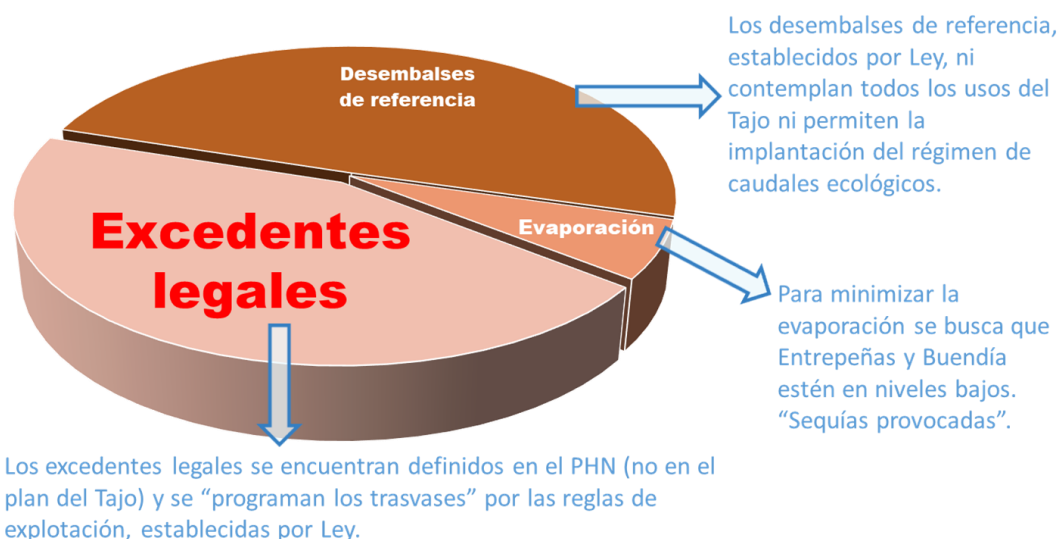 Desembalses
de referencia
Los desembalses de referencia,
establecidos por Ley, ni
contemplan todos los usos del
Tajo ni permiten la
implantación del régimen de
caudales ecológicos.
Excedentes
legales
Evaporación
Para minimizar la
evaporación se busca que
Entrepeñas y Buendía
estén en niveles bajos.
“Sequías provocadas”.
Los excedentes legales se encuentran definidos en el PHN (no en el
plan del Tajo) y se “programan los trasvases” por las reglas de
explotación, establecidas por Ley.